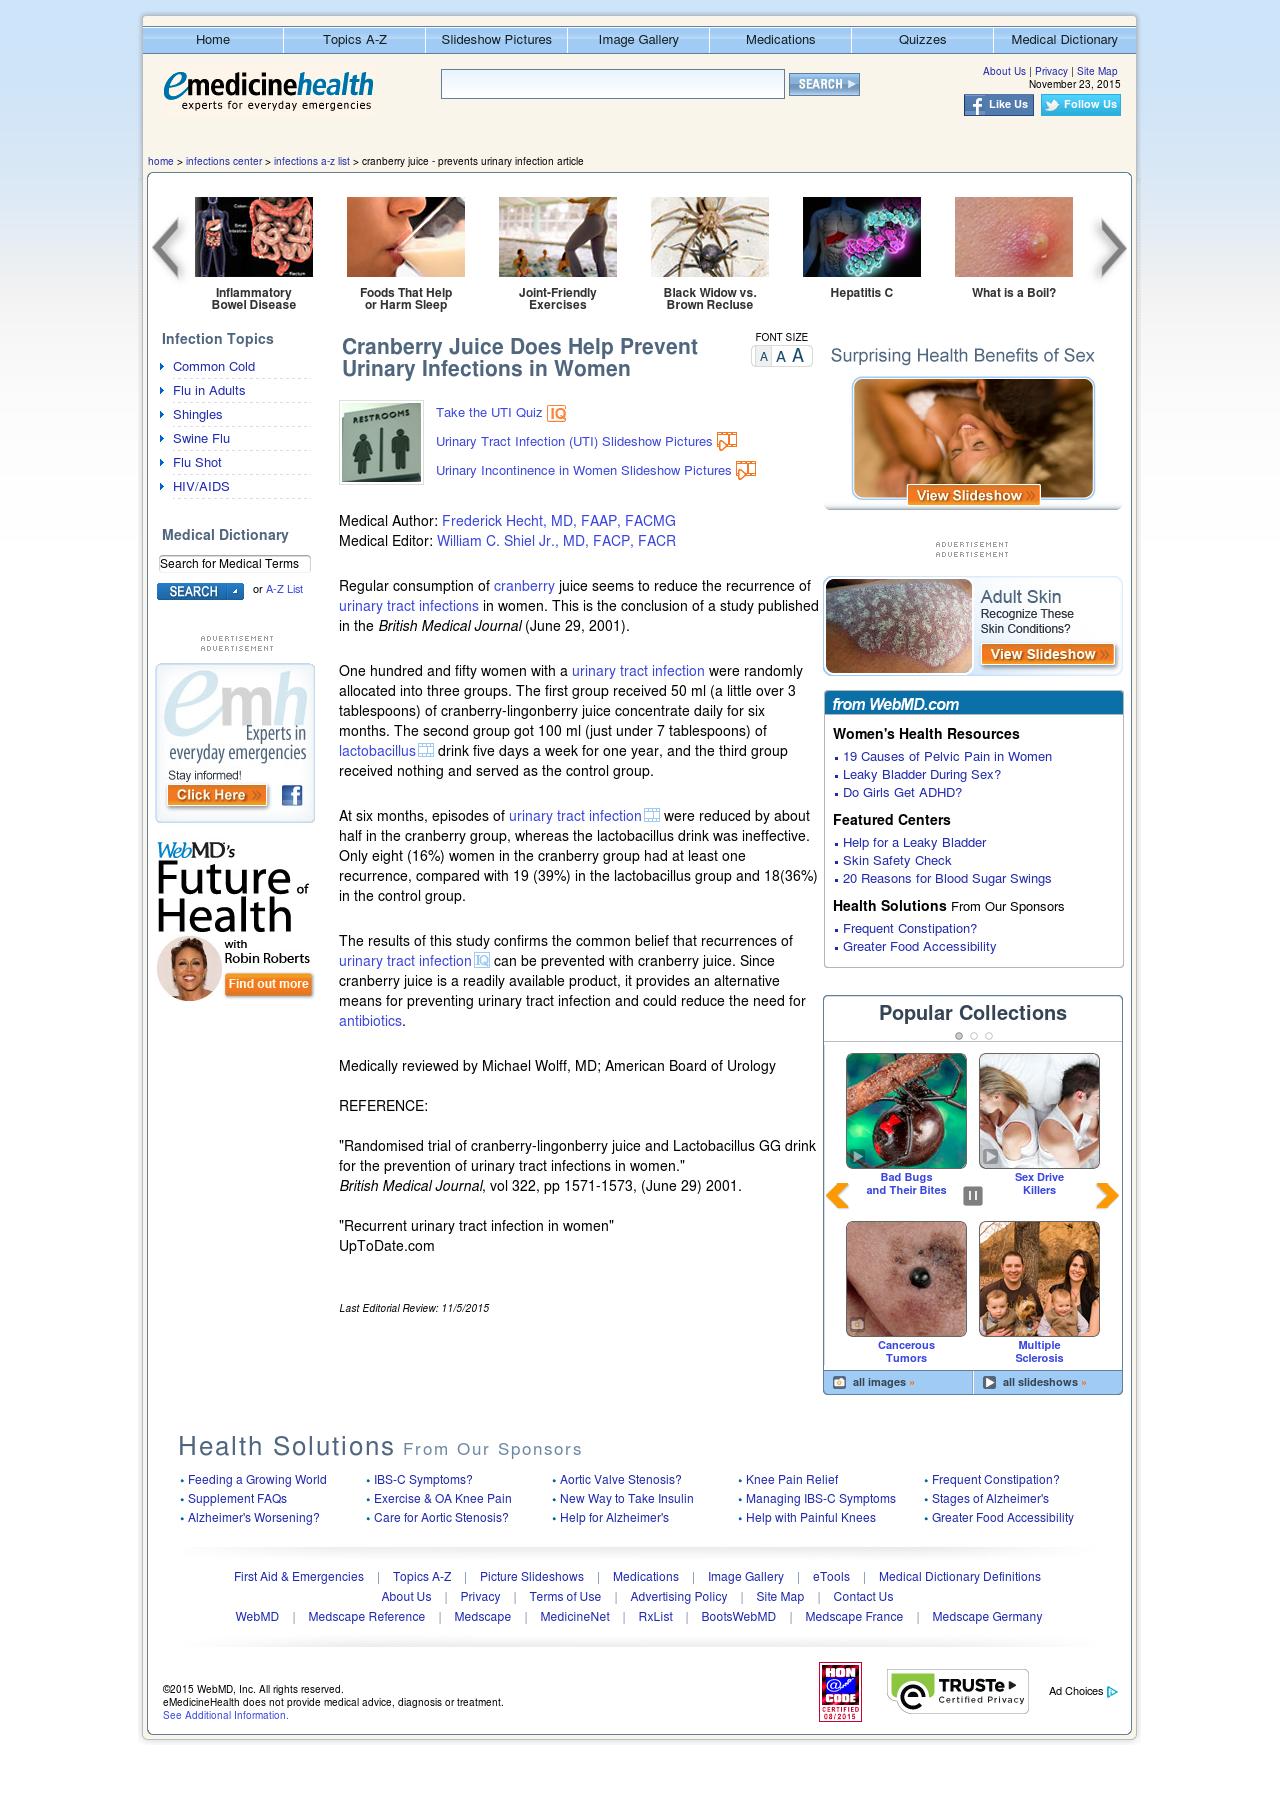 Home Topics A-Z Slideshow Pictures Image Gallery Medications Quizzes Medical Dictionary
emedicinehealth
experts for everyday emergencies
SEARCH
About Us | Privacy | Site Map
November 23, 2015
Like Us Follow Us
home > infections center > infections a-z list > cranberry juice - prevents urinary infection article
Colon
Small
Intestine
Rectum
Inflammatory
Bowel Disease
Foods That Help
or Harm Sleep
Joint-Friendly
Exercises
Black Widow vs.
Brown Recluse
Hepatitis C
What is a Boil?
Infection Topics
Common Cold
Flu in Adults
Shingles
Swine Flu
Flu Shot
HIV/AIDS
Medical Dictionary
Search for Medical Terms
SEARCH or A-Z List
ADVERTISEMENT
ADVERTISEMENT
emh
Experts in
everyday emergencies
Stay informed!
Click Here »
WebMD's
Future of
Health
with
Robin Roberts
Find out more
Cranberry Juice Does Help Prevent
Urinary Infections in Women
FONT SIZE
A A A
RESTROOMS
Take the UTI Quiz IQ
Urinary Tract Infection (UTI) Slideshow Pictures
Urinary Incontinence in Women Slideshow Pictures
Medical Author: Frederick Hecht, MD, FAAP, FACMG
Medical Editor: William C. Shiel Jr., MD, FACP, FACR
Regular consumption of cranberry juice seems to reduce the recurrence of
urinary tract infections in women. This is the conclusion of a study published
in the British Medical Journal (June 29, 2001).
One hundred and fifty women with a urinary tract infection were randomly
allocated into three groups. The first group received 50 ml (a little over 3
tablespoons) of cranberry-lingonberry juice concentrate daily for six
months. The second group got 100 ml (just under 7 tablespoons) of
lactobacillus drink five days a week for one year, and the third group
received nothing and served as the control group.
At six months, episodes of urinary tract infection were reduced by about
half in the cranberry group, whereas the lactobacillus drink was ineffective.
Only eight (16%) women in the cranberry group had at least one
recurrence, compared with 19 (39%) in the lactobacillus group and 18(36%)
in the control group.
The results of this study confirms the common belief that recurrences of
urinary tract infection IQ can be prevented with cranberry juice. Since
cranberry juice is a readily available product, it provides an alternative
means for preventing urinary tract infection and could reduce the need for
antibiotics.
Medically reviewed by Michael Wolff, MD; American Board of Urology
REFERENCE:
"Randomised trial of cranberry-lingonberry juice and Lactobacillus GG drink
for the prevention of urinary tract infections in women."
British Medical Journal, vol 322, pp 1571-1573, (June 29) 2001.
"Recurrent urinary tract infection in women"
UpToDate.com
Last Editorial Review: 11/5/2015
Surprising Health Benefits of Sex
View Slideshow »
ADVERTISEMENT
ADVERTISEMENT
Adult Skin
Recognize These
Skin Conditions?
View Slideshow »
from WebMD.com
Women's Health Resources
19 Causes of Pelvic Pain in Women
Leaky Bladder During Sex?
Do Girls Get ADHD?
Featured Centers
Help for a Leaky Bladder
Skin Safety Check
20 Reasons for Blood Sugar Swings
Health Solutions From Our Sponsors
Frequent Constipation?
Greater Food Accessibility
Popular Collections
Bad Bugs
and Their Bites
Sex Drive
Killers
Cancerous
Tumors
Multiple
Sclerosis
all images » all slideshows »
Health Solutions From Our Sponsors
Feeding a Growing World IBS-C Symptoms? Aortic Valve Stenosis? Knee Pain Relief Frequent Constipation?
Supplement FAQs Exercise & OA Knee Pain New Way to Take Insulin Managing IBS-C Symptoms Stages of Alzheimer's
Alzheimer's Worsening? Care for Aortic Stenosis? Help for Alzheimer's Help with Painful Knees Greater Food Accessibility
First Aid & Emergencies | Topics A-Z | Picture Slideshows | Medications | Image Gallery | eTools | Medical Dictionary Definitions
About Us | Privacy | Terms of Use | Advertising Policy | Site Map | Contact Us
WebMD | Medscape Reference | Medscape | MedicineNet | RxList | BootsWebMD | Medscape France | Medscape Germany
©2015 WebMD, Inc. All rights reserved.
eMedicineHealth does not provide medical advice, diagnosis or treatment.
See Additional Information.
HON
@
CODE
CERTIFIED
08/2015
TRUSTe
Certified Privacy
Ad Choices